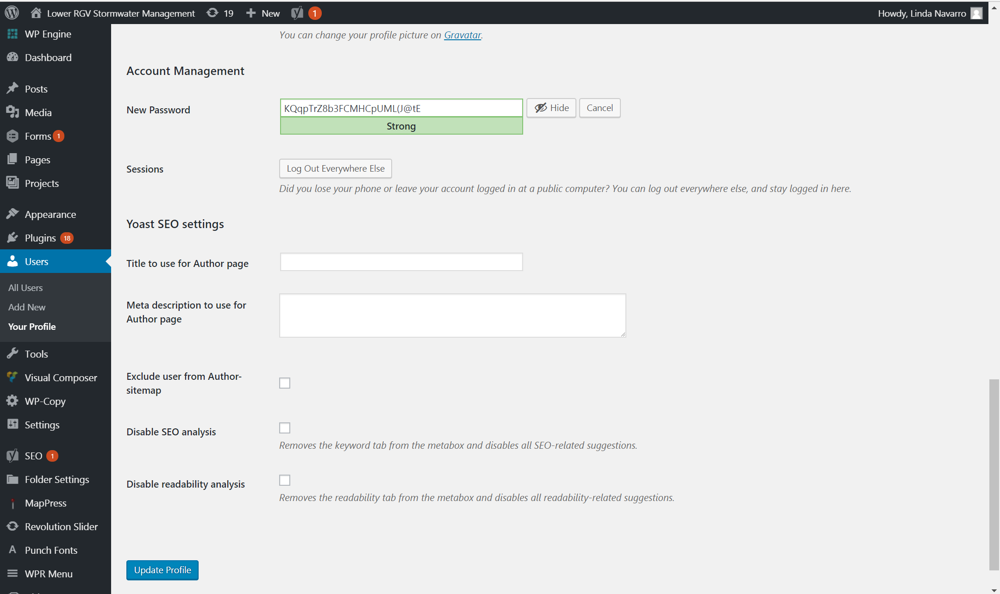 Lower RGV Stormwater Management 19 New 1 Howdy, Linda Navarro
WP Engine
Dashboard
Posts
Media
Forms 1
Pages
Projects
Appearance
Plugins 18
Users
All Users
Add New
Your Profile
Tools
Visual Composer
WP-Copy
Settings
SEO 1
Folder Settings
MapPress
Revolution Slider
Punch Fonts
WPR Menu
You can change your profile picture on Gravatar.
Account Management
New Password KQqpTrZ8b3FCMHCpUML(J@tE Hide Cancel
Strong
Sessions Log Out Everywhere Else
Did you lose your phone or leave your account logged in at a public computer? You can log out everywhere else, and stay logged in here.
Yoast SEO settings
Title to use for Author page
Meta description to use for
Author page
Exclude user from Author-
sitemap
Disable SEO analysis
Removes the keyword tab from the metabox and disables all SEO-related suggestions.
Disable readability analysis
Removes the readability tab from the metabox and disables all readability-related suggestions.
Update Profile